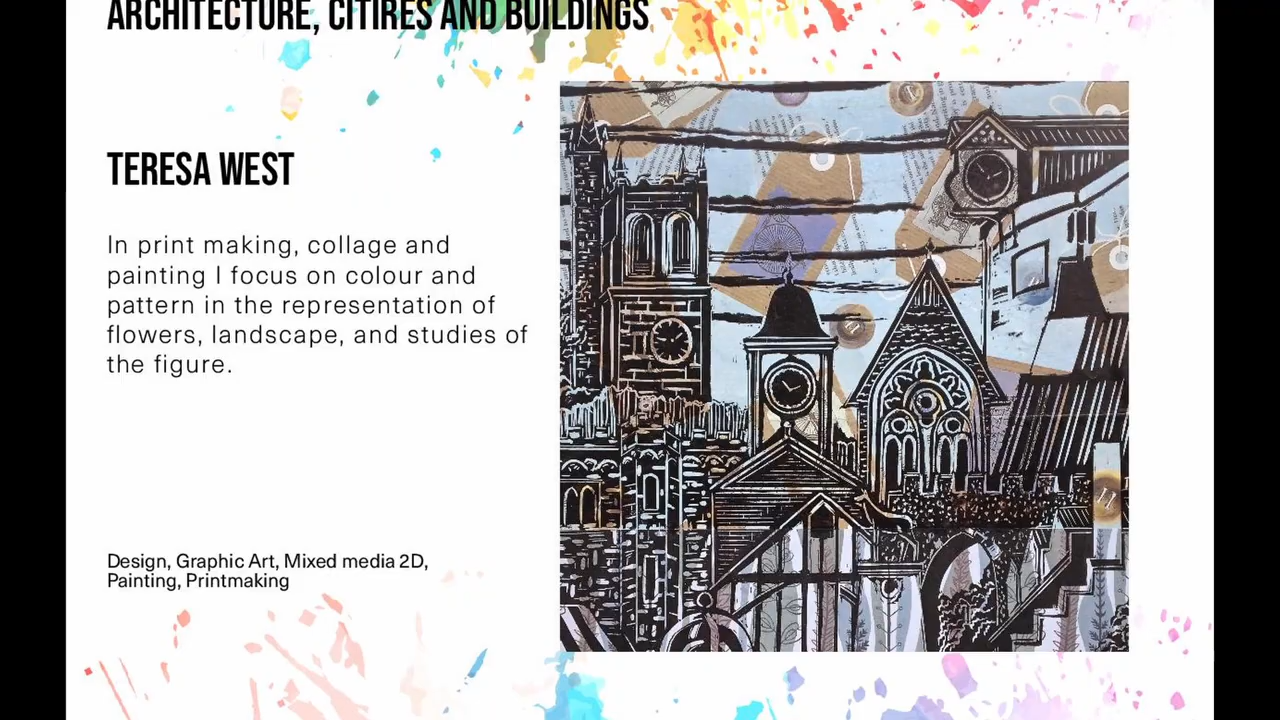 ARCHITECTURE, CITIRES AND BUILDINGS
TERESA WEST
In print making, collage and
painting I focus on colour and
pattern in the representation of
flowers, landscape, and studies of
the figure.
Design, Graphic Art, Mixed media 2D,
Painting, Printmaking